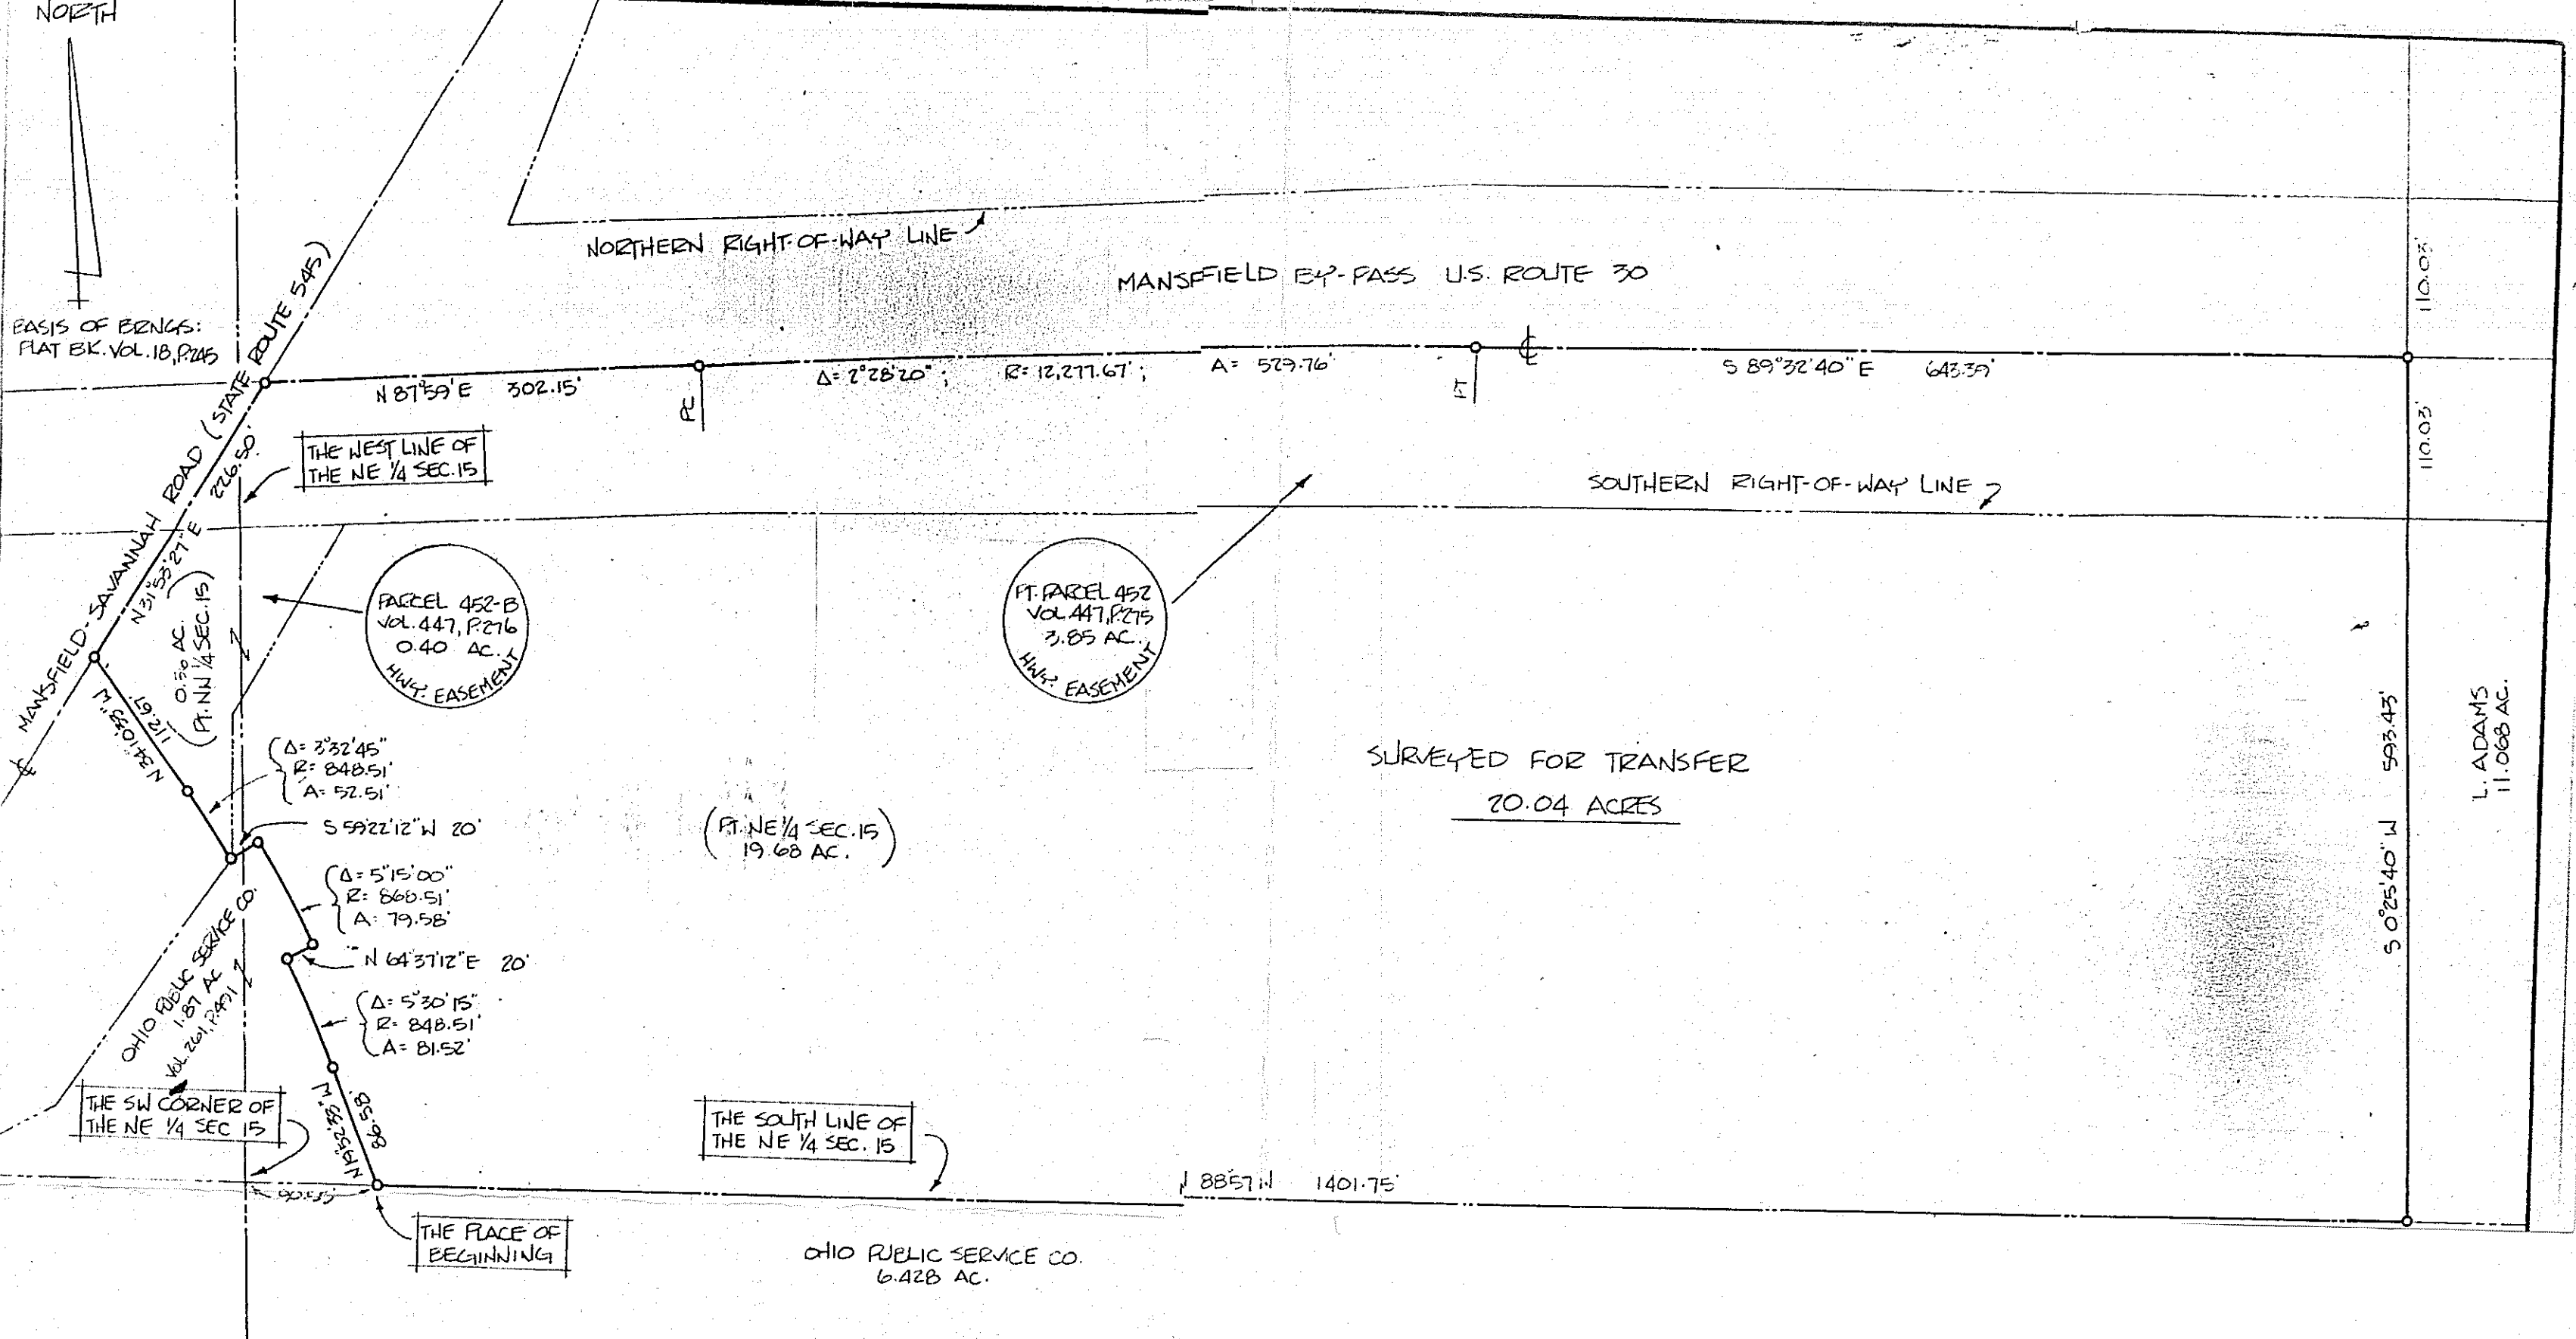 NORTH
BASIS OF BRNGS:
PLAT BK. VOL. 18, P.245
MANSFIELD-SAVANNAH ROAD (STATE ROUTE 545)
NORTHERN RIGHT-OF-WAY LINE
MANSFIELD BY-PASS U.S. ROUTE 30
110.03'
N 87°59' E 302.15'
PC
Δ= 2°28'20"; R= 12,277.67'; A= 529.76'
PT
℄
S 89°32'40" E 643.39'
110.03'
THE WEST LINE OF
THE NE 1/4 SEC. 15
226.50'
N 31°53'27" E
SOUTHERN RIGHT-OF-WAY LINE
PARCEL 452-B
VOL. 447, P.276
0.40 AC.
HWY. EASEMENT
PT. PARCEL 452
VOL. 447, P.275
3.85 AC.
HWY. EASEMENT
0.36 AC.
(PT. NW 1/4 SEC. 15)
℄
112.67'
N 34°10'33" W
Δ= 3°32'45"
R= 848.51'
A= 52.51'
S 59°22'12" W 20'
Δ= 5°15'00"
R= 868.51'
A= 79.58'
N 64°37'12" E 20'
Δ= 5°30'15"
R= 848.51'
A= 81.52'
(PT. NE 1/4 SEC. 15)
19.68 AC.
SURVEYED FOR TRANSFER
20.04 ACRES
S 0°25'40" W 593.43'
L. ADAMS
11.068 AC.
OHIO PUBLIC SERVICE CO.
1.87 AC
VOL. 261, P.491
THE SW CORNER OF
THE NE 1/4 SEC 15
86.58'
N 19°52'33" W
THE SOUTH LINE OF
THE NE 1/4 SEC. 15
N 88°57' W 1401.75'
THE PLACE OF
BEGINNING
OHIO PUBLIC SERVICE CO.
6.428 AC.